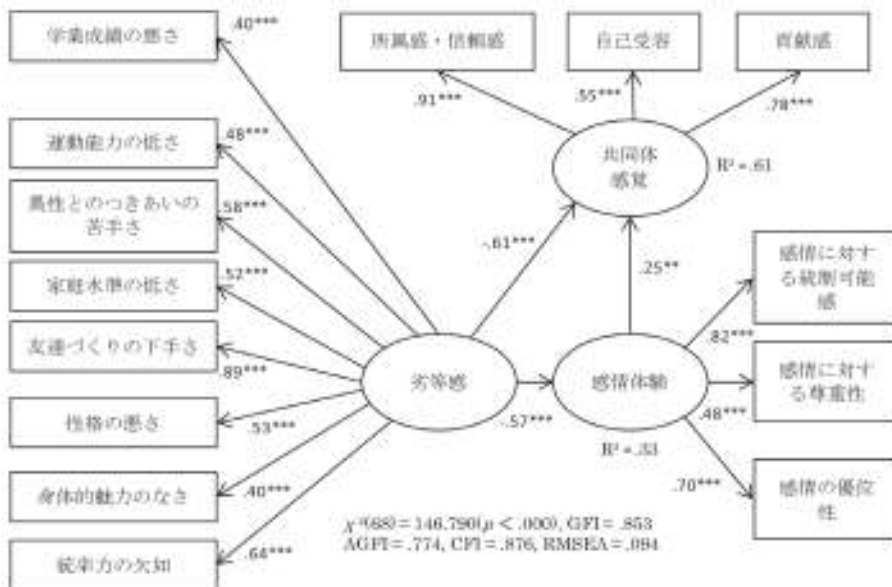 学業成績の悪さ
.40***
所属感・信頼感
自己受容
貢献感
.91***
.55***
.78***
運動能力の低さ
.48***
共同体
感覚
R² = .61
異性とのつきあいの
苦手さ
.58***
-.61***
.25**
家庭水準の低さ
.52***
感情に対す
る統制可能
感
友達づくりの下手さ
.89***
劣等感
感情体験
.82***
感情に対す
る尊重性
性格の悪さ
.53***
-.57***
.48***
R² = .33
身体的魅力のなさ
.40***
.70***
感情の優位
性
統率力の欠如
.64***
χ²(68) = 146.790(p < .000), GFI = .853
AGFI = .774, CFI = .876, RMSEA = .094